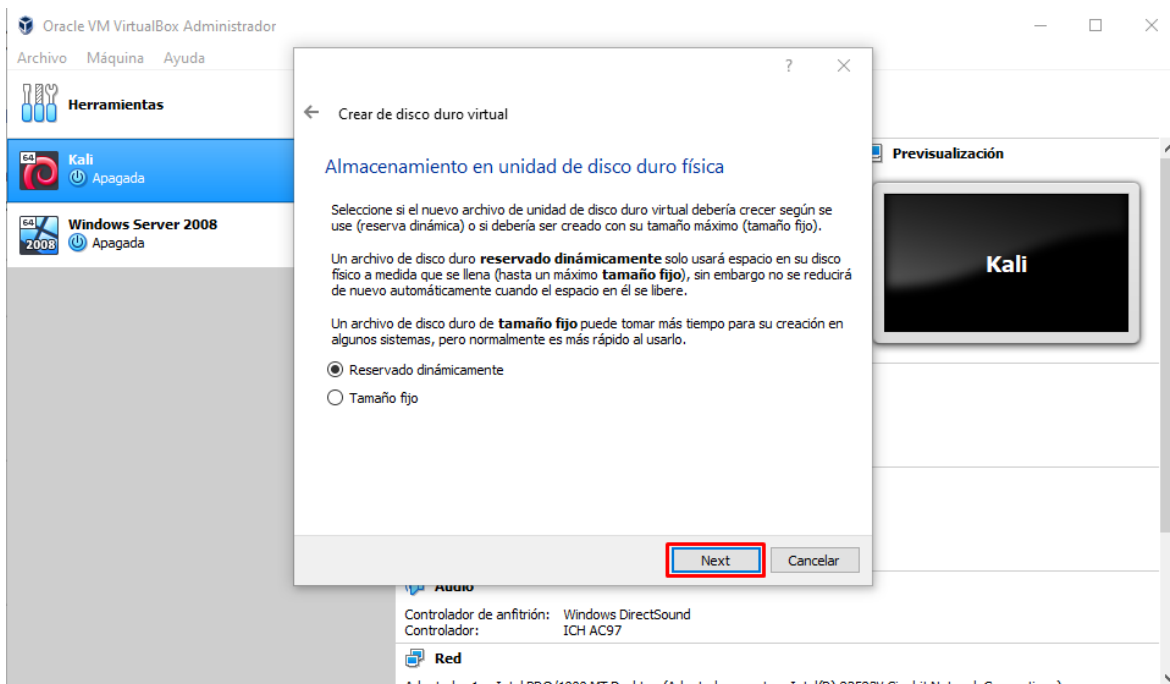 Oracle VM VirtualBox Administrador
Archivo Máquina Ayuda
Herramientas
64
Kali
Apagada
64
2008
Windows Server 2008
Apagada
?
Crear de disco duro virtual
Almacenamiento en unidad de disco duro física
Seleccione si el nuevo archivo de unidad de disco duro virtual debería crecer según se
use (reserva dinámica) o si debería ser creado con su tamaño máximo (tamaño fijo).
Un archivo de disco duro reservado dinámicamente solo usará espacio en su disco
físico a medida que se llena (hasta un máximo tamaño fijo), sin embargo no se reducirá
de nuevo automáticamente cuando el espacio en él se libere.
Un archivo de disco duro de tamaño fijo puede tomar más tiempo para su creación en
algunos sistemas, pero normalmente es más rápido al usarlo.
Reservado dinámicamente
Tamaño fijo
Next Cancelar
Previsualización
Kali
Audio
Controlador de anfitrión: Windows DirectSound
Controlador: ICH AC97
Red